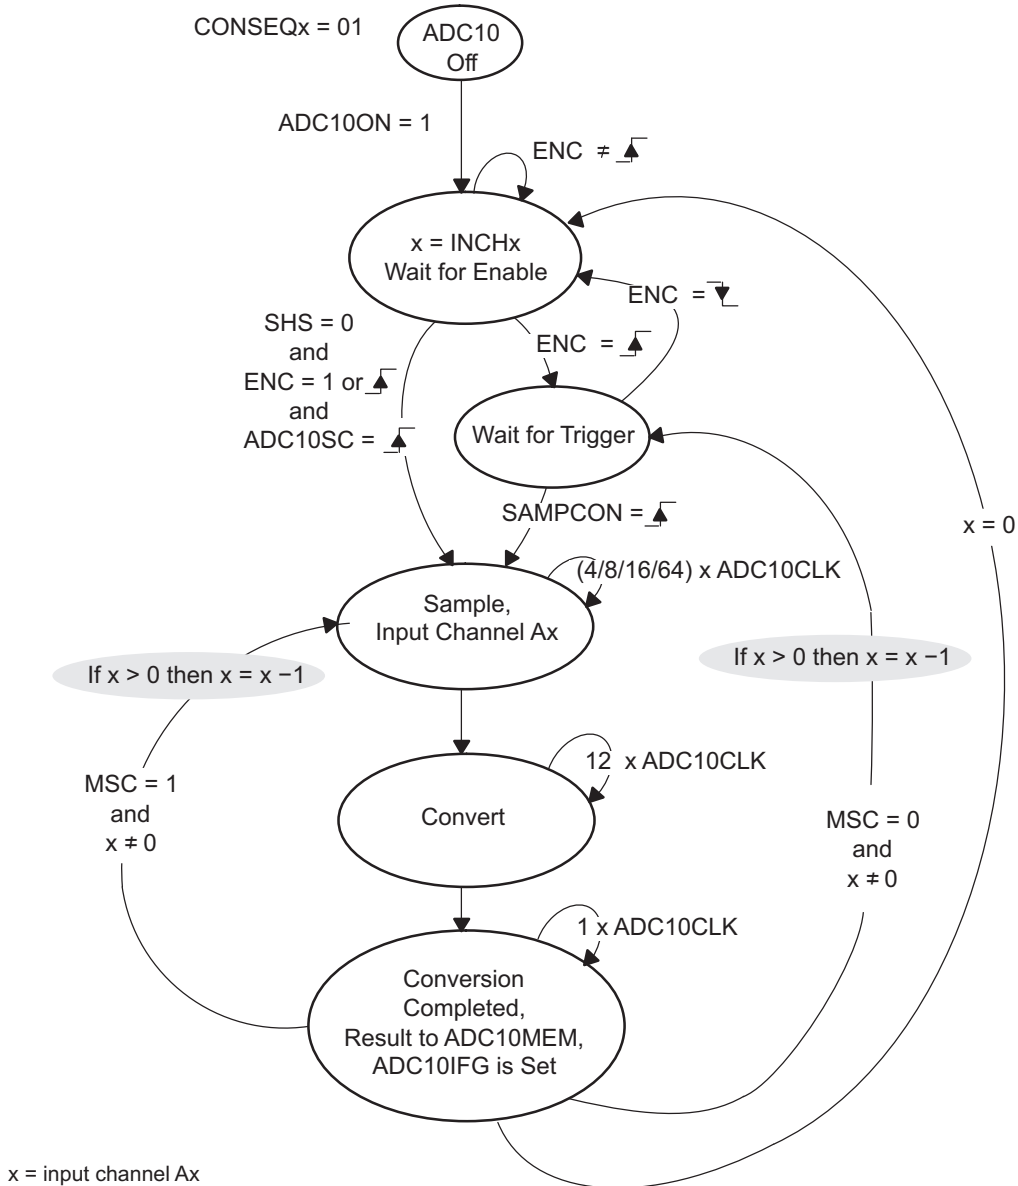 CONSEQx = 01
ADC10
Off
ADC10ON = 1
ENC ≠
x = INCHx
Wait for Enable
ENC =
SHS = 0
and
ENC = 1 or
and
ADC10SC =
ENC =
Wait for Trigger
SAMPCON =
x = 0
(4/8/16/64) x ADC10CLK
Sample,
Input Channel Ax
If x > 0 then x = x −1
If x > 0 then x = x −1
12 x ADC10CLK
MSC = 1
and
x ≠ 0
Convert
MSC = 0
and
x ≠ 0
1 x ADC10CLK
Conversion
Completed,
Result to ADC10MEM,
ADC10IFG is Set
x = input channel Ax